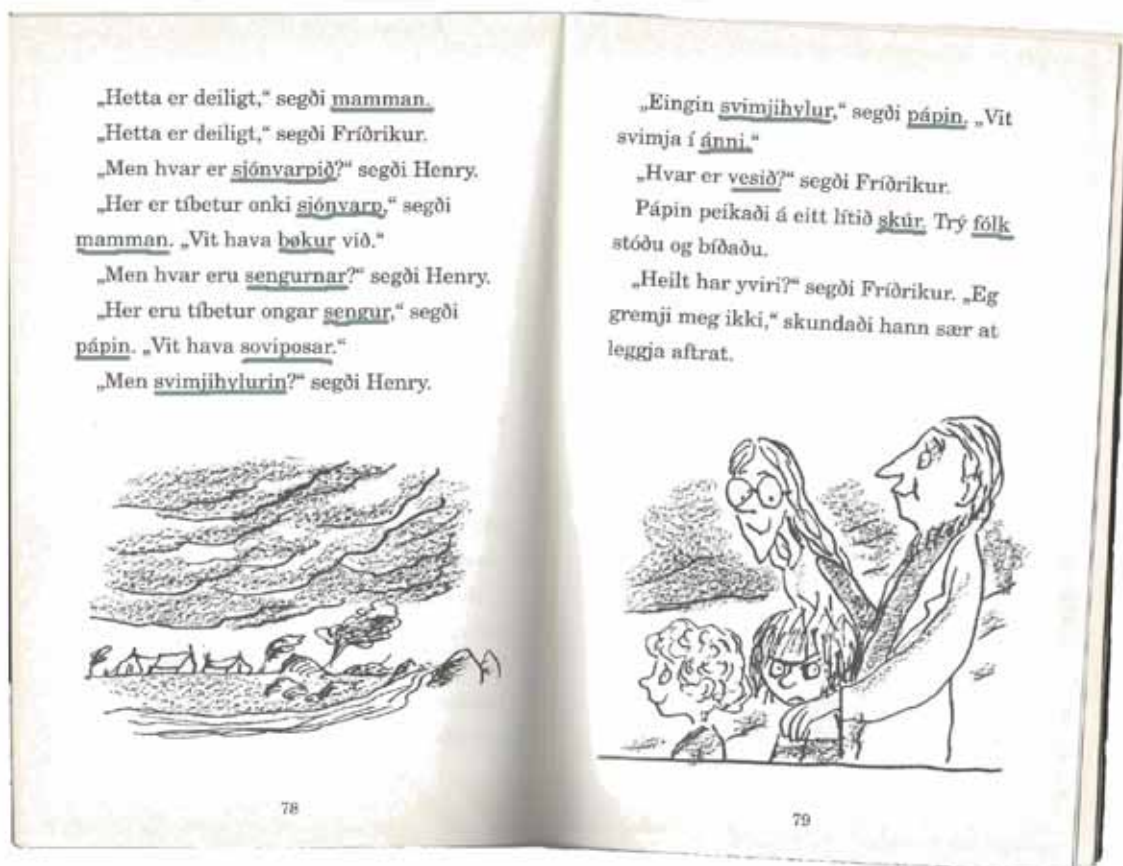 „Hetta er deiligt,“ segði mamman.
„Hetta er deiligt,“ segði Fríðrikur.
„Men hvar er sjónvarpið?“ segði Henry.
„Her er tíbetur onki sjónvarp,“ segði
mamman. „Vit hava bøkur við.“
„Men hvar eru sengurnar?“ segði Henry.
„Her eru tíbetur ongar sengur,“ segði
pápin. „Vit hava soviposar.“
„Men svimjihylurin?“ segði Henry.
78
„Eingin svimjihylur,“ segði pápin. „Vit
svimja í ánni.“
„Hvar er vesið?“ segði Fríðrikur.
Pápin peikaði á eitt lítið skúr. Trý fólk
stóðu og bíðaðu.
„Heilt har yviri?“ segði Fríðrikur. „Eg
gremji meg ikki,“ skundaði hann sær at
leggja aftrat.
79